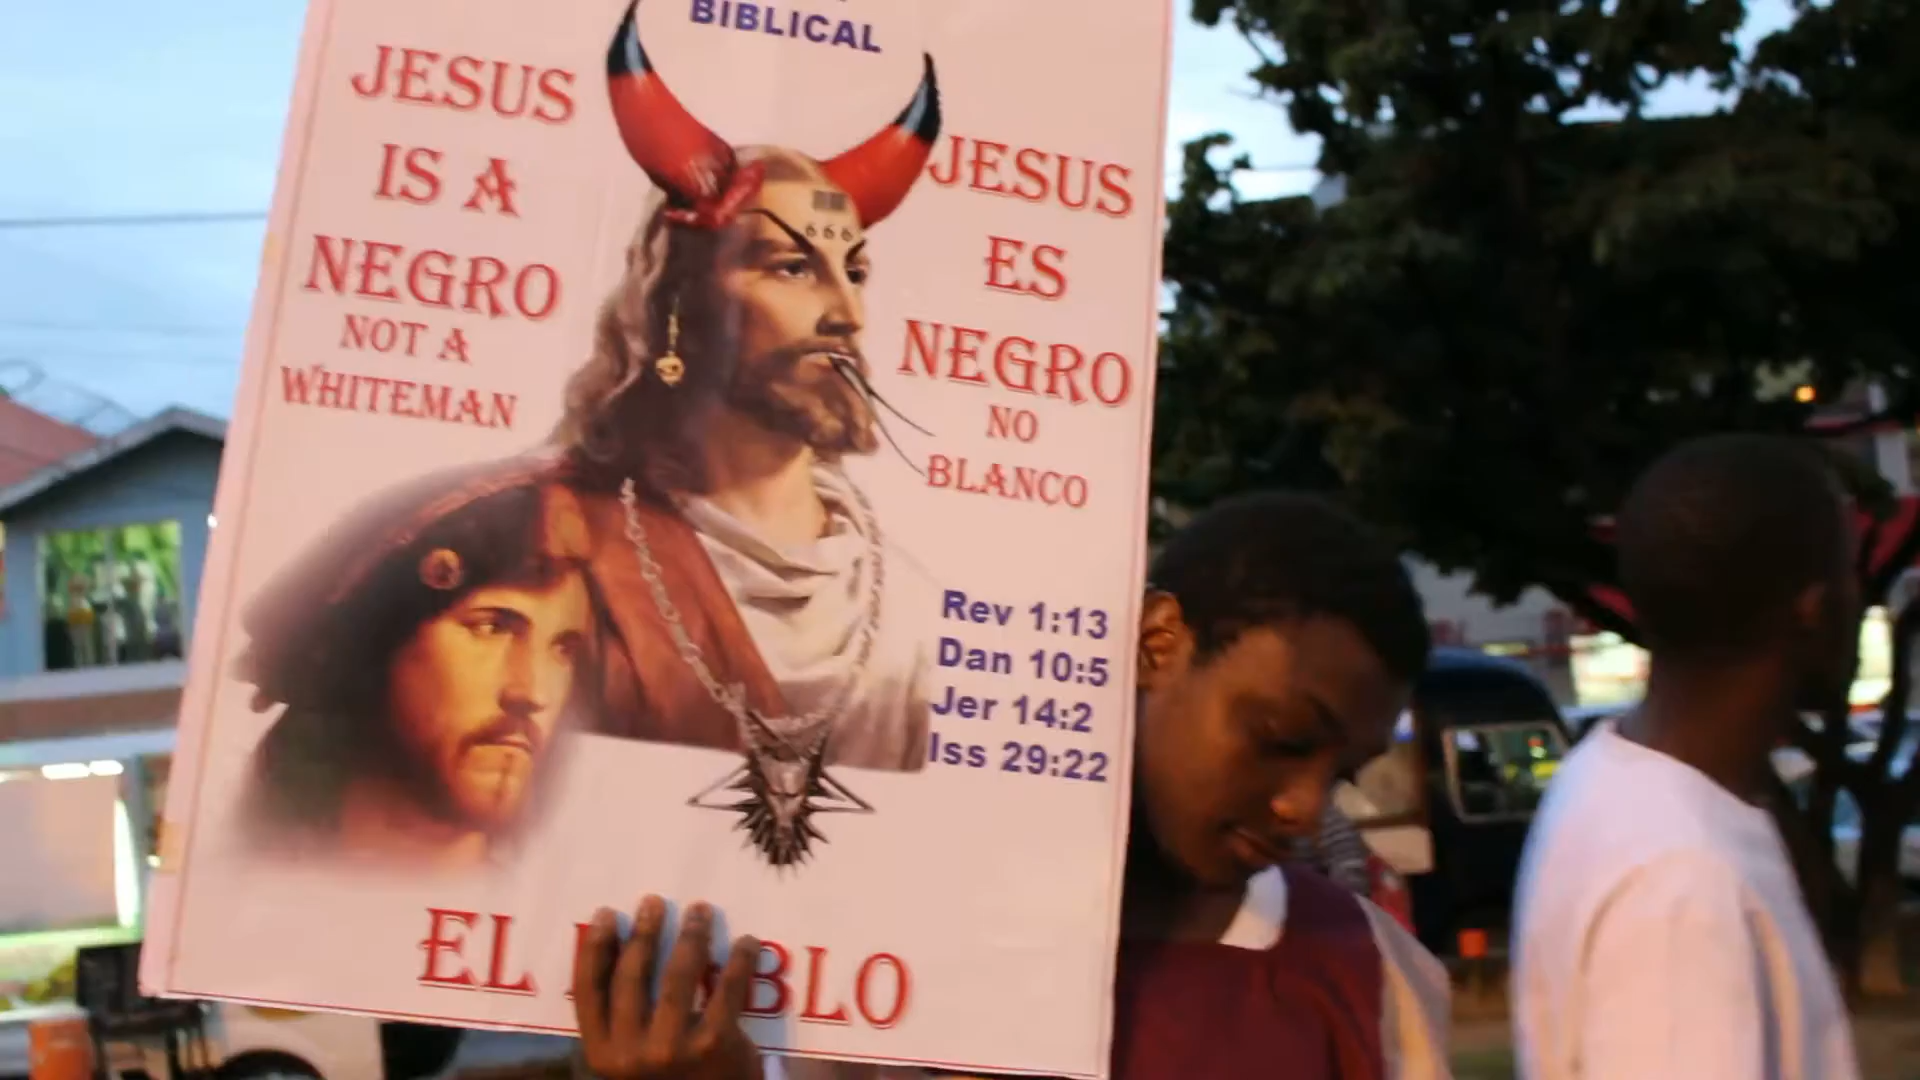 BIBLICAL
JESUS
IS A
NEGRO
NOT A
WHITEMAN
666
JESUS
ES
NEGRO
NO
BLANCO
Rev 1:13
Dan 10:5
Jer 14:2
Iss 29:22
EL